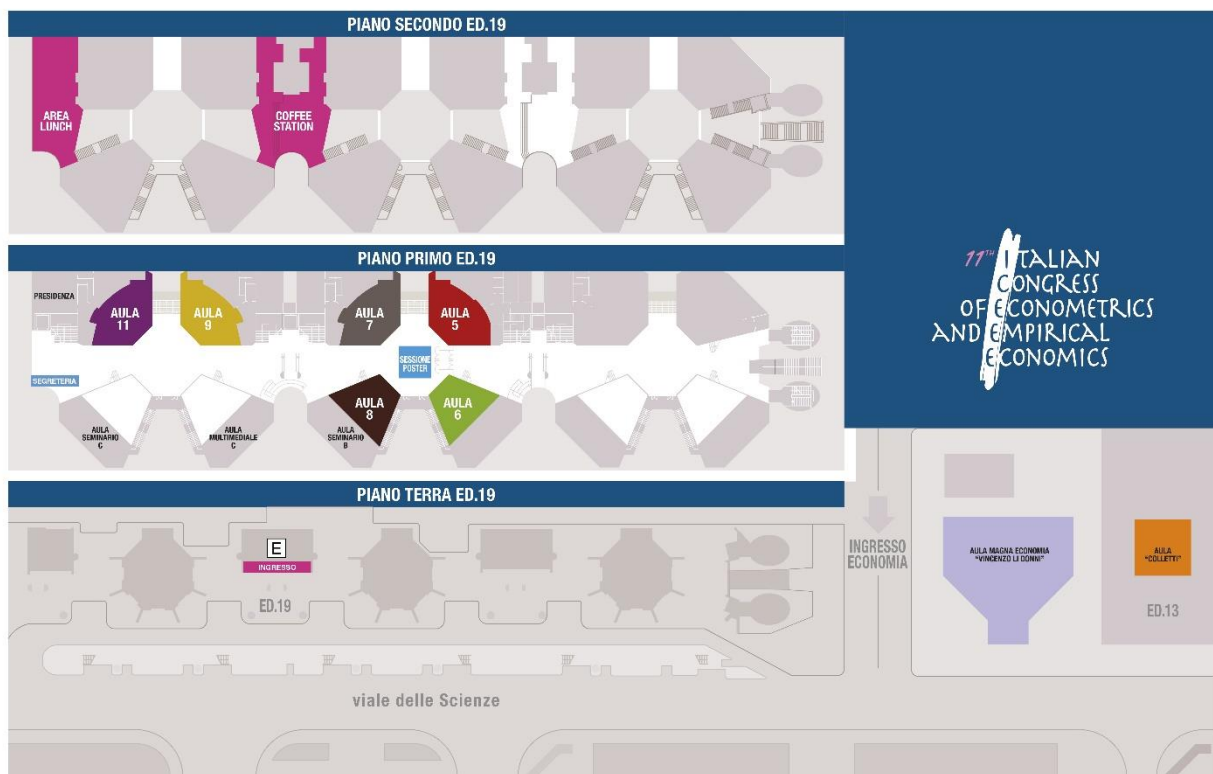 PIANO SECONDO ED.19
AREA
LUNCH
COFFEE
STATION
PIANO PRIMO ED.19
PRESIDENZA
AULA
11
AULA
9
AULA
7
AULA
5
SESSIONE
POSTER
SEGRETERIA
AULA
8
AULA
6
AULA
SEMINARIO
C
AULA
MULTIMEDIALE
C
AULA
SEMINARIO
B
11TH ITALIAN
CONGRESS
OF ECONOMETRICS
AND EMPIRICAL
ECONOMICS
PIANO TERRA ED.19
E
INGRESSO
ED.19
INGRESSO
ECONOMIA
AULA MAGNA ECONOMIA
"VINCENZO LI DONNI"
AULA
"COLLETTI"
ED.13
viale delle Scienze